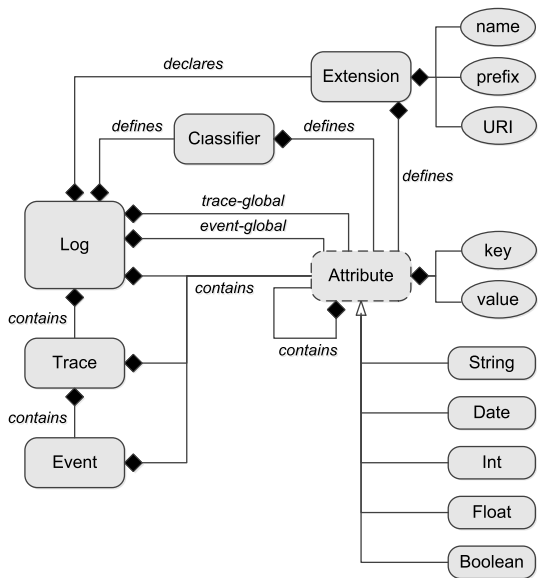 name
declares
Extension
prefix
defines
Classifier
defines
URI
defines
trace-global
event-global
Log
key
Attribute
contains
value
contains
contains
Trace
String
contains
Date
Event
Int
Float
Boolean